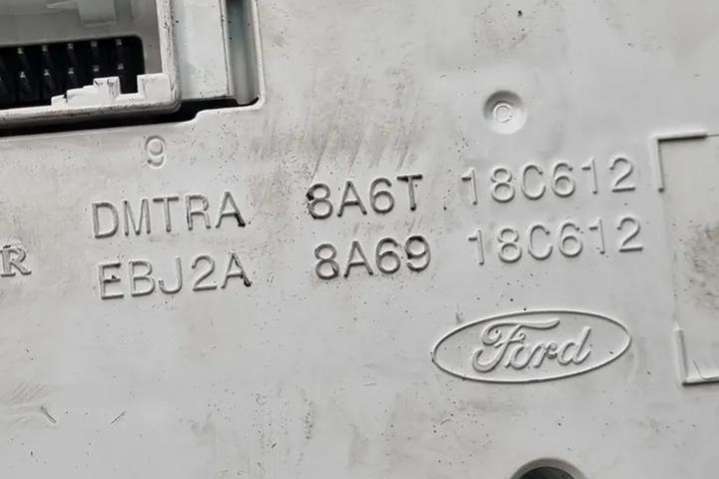 9
DMTRA 8A6T 18C612
R EBJ2A 8A69 18C612
Ford